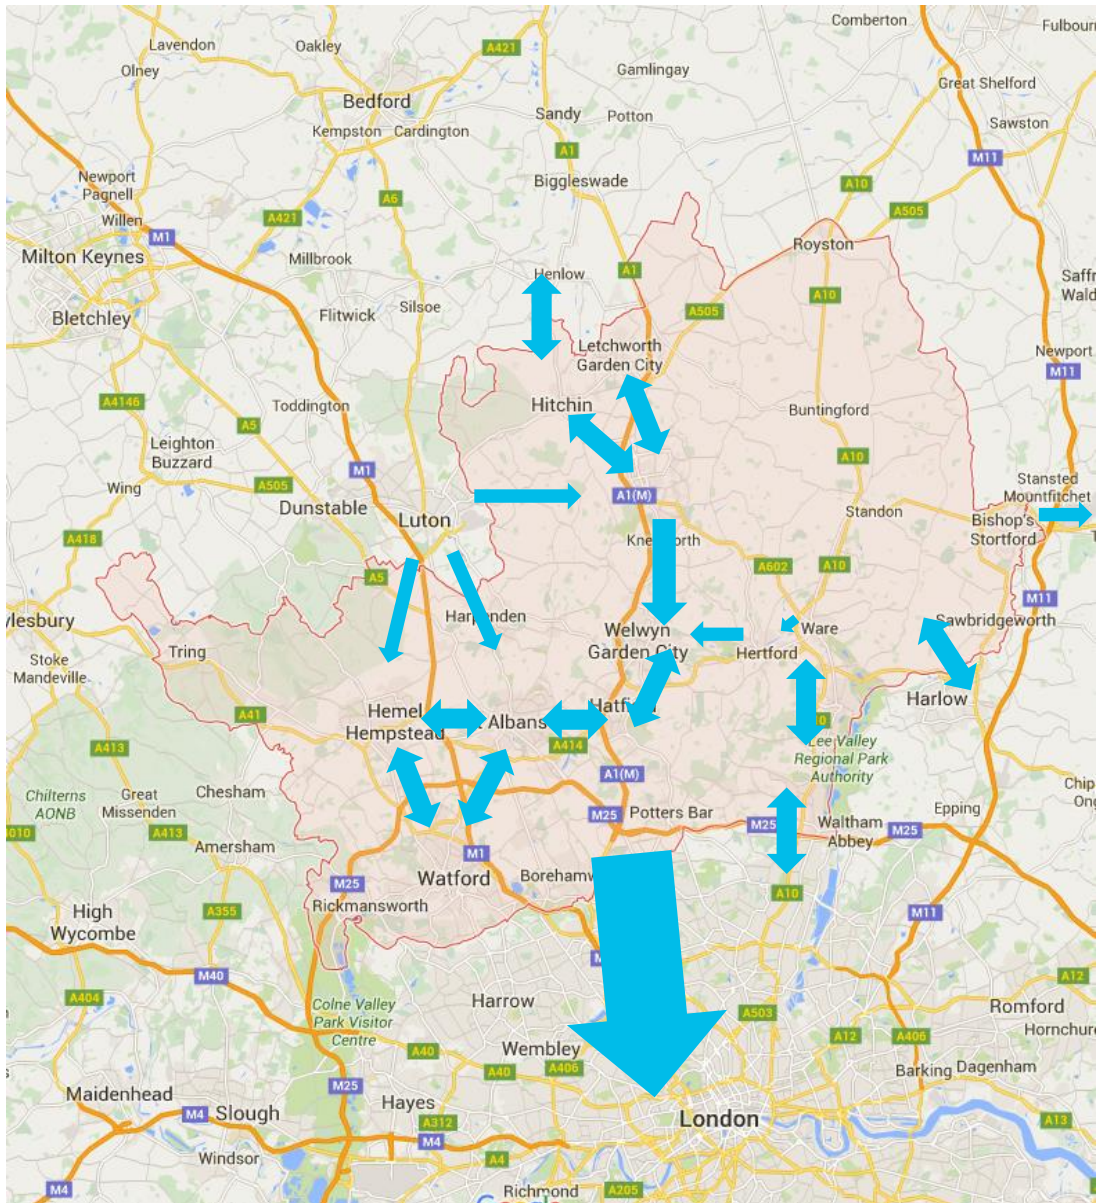 Comberton
Lavendon
Oakley
A421
Fulbour
Olney
Gamlingay
Great Shelford
Bedford
Sandy
Potton
Kempston
Cardington
Sawston
A1
M11
Newport
Pagnell
Biggleswade
A10
A6
A505
Willen
A421
M1
Royston
Milton Keynes
Millbrook
Henlow
A1
Saffr
Wald
A10
Silsoe
Bletchley
Flitwick
A505
Letchworth
Garden City
Newport
M11
A4146
Toddington
Hitchin
Buntingford
A5
Leighton
Buzzard
A10
M1
Wing
A505
Stansted
Mountfitchet
A1(M)
Dunstable
Luton
Standon
Bishop's
Stortford
A418
A602
A10
A5
M11
Harpenden
ylesbury
Welwyn
Garden City
Ware
Sawbridgeworth
Tring
Hertford
Stoke
Mandeville
Harlow
Hemel
Hempstead
Albans
A41
A413
A414
Lee Valley
Regional Park
Authority
A1(M)
Chilterns
AONB
Great
Missenden
Chesham
Chip
On
Potters Bar
Epping
3010
A413
M25
M25
Waltham
Abbey
M25
Amersham
M1
Watford
Borehamw
M25
A10
Rickmansworth
A355
M11
High
Wycombe
M40
A12
A404
Harrow
Romford
Colne Valley
Park Visitor
Centre
A503
Hornchurc
A12
A406
Wembley
A40
A406
A40
Barking
Dagenham
M25
Maidenhead
Hayes
Slough
M4
A312
London
A13
M4
A4
Windsor
M4
Richmond
A205